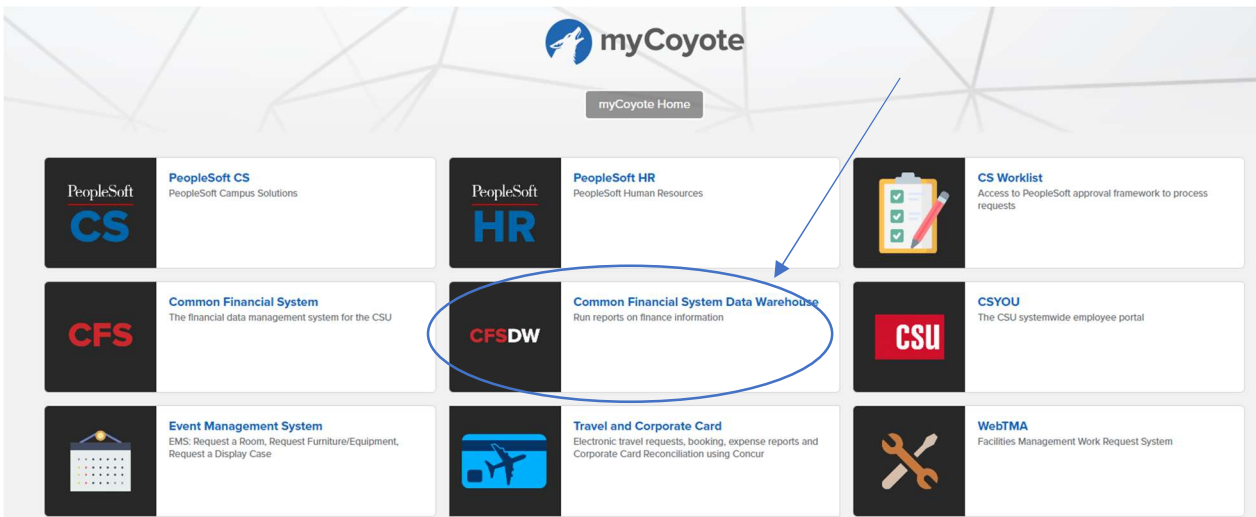 myCoyote
myCoyote Home
PeopleSoft
CS
PeopleSoft CS
PeopleSoft Campus Solutions
PeopleSoft
HR
PeopleSoft HR
PeopleSoft Human Resources
CS Worklist
Access to PeopleSoft approval framework to process
requests
CFS
Common Financial System
The financial data management system for the CSU
CFSDW
Common Financial System Data Warehouse
Run reports on finance information
CSU
CSYOU
The CSU systemwide employee portal
Event Management System
EMS: Request a Room, Request Furniture/Equipment,
Request a Display Case
Travel and Corporate Card
Electronic travel requests, booking, expense reports and
Corporate Card Reconciliation using Concur
WebTMA
Facilities Management Work Request System